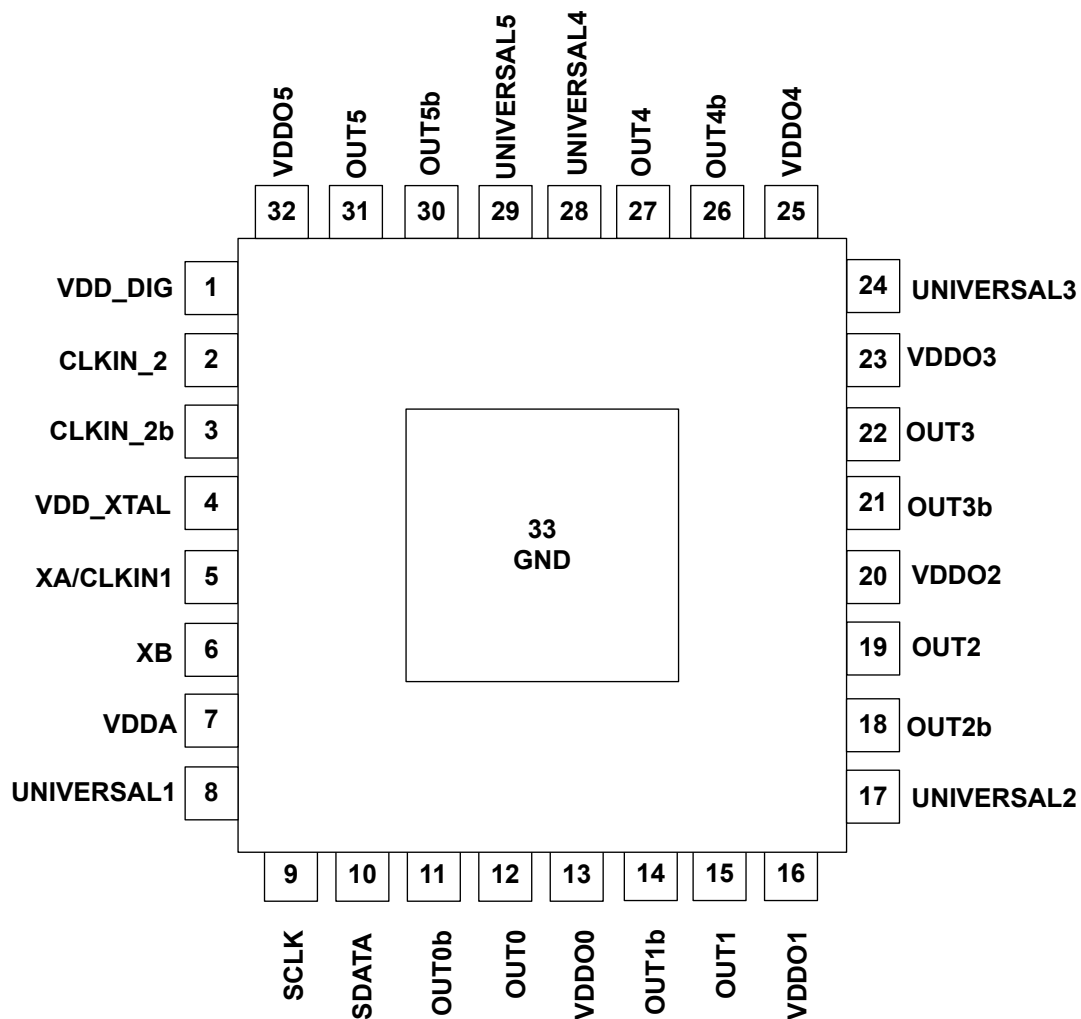 VDDO5
OUT5
OUT5b
UNIVERSAL5
UNIVERSAL4
OUT4
OUT4b
VDDO4
32
31
30
29
28
27
26
25
VDD_DIG 1
CLKIN_2 2
CLKIN_2b 3
VDD_XTAL 4
XA/CLKIN1 5
XB 6
VDDA 7
UNIVERSAL1 8
33
GND
24 UNIVERSAL3
23 VDDO3
22 OUT3
21 OUT3b
20 VDDO2
19 OUT2
18 OUT2b
17 UNIVERSAL2
9
10
11
12
13
14
15
16
SCLK
SDATA
OUT0b
OUT0
VDDO0
OUT1b
OUT1
VDDO1